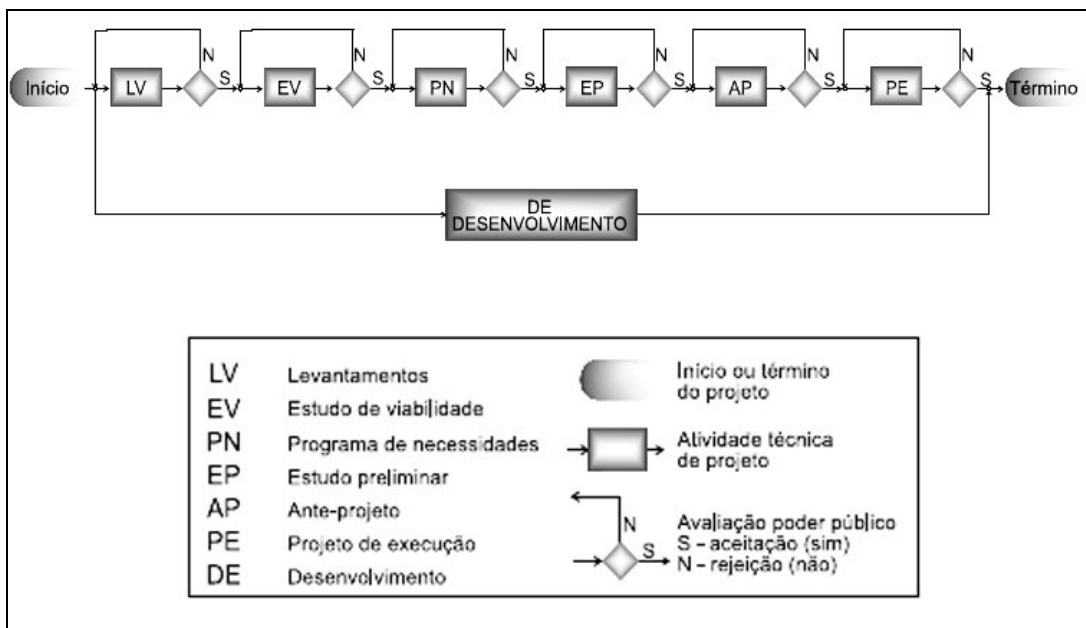 N N N N N N
Início LV S EV S PN S EP S AP S PE S Término
DE
DESENVOLVIMENTO
LV Levantamentos
EV Estudo de viabilidade
PN Programa de necessidades
EP Estudo preliminar
AP Ante-projeto
PE Projeto de execução
DE Desenvolvimento
Início ou término
do projeto
Atividade técnica
de projeto
N
S
Avaliação poder público
S – aceitação (sim)
N – rejeição (não)